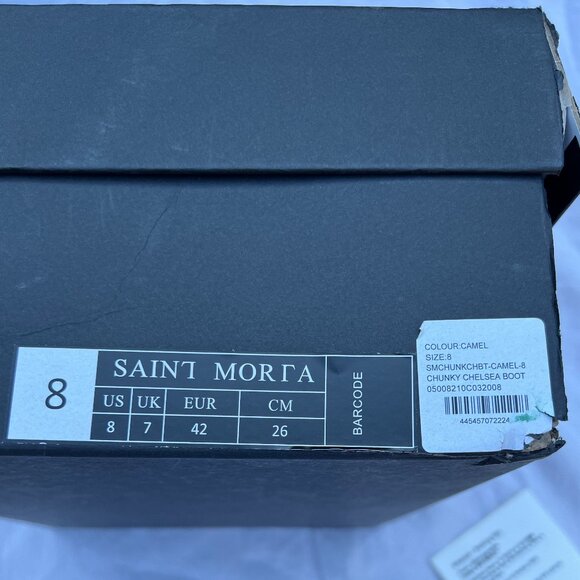 8
SAINT MORTA
US UK EUR CM
8 7 42 26
BARCODE
COLOUR:CAMEL
SIZE:8
SMCHUNKCHBT-CAMEL-8
CHUNKY CHELSEA BOOT
05008210C032008
445457072224